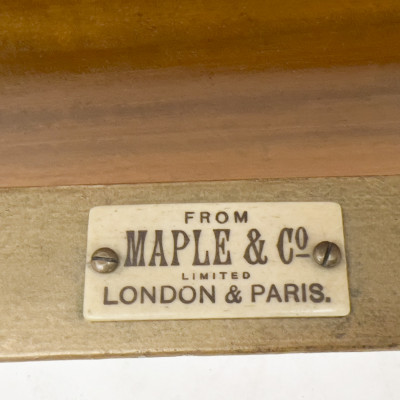 FROM
MAPLE & Co
LIMITED
LONDON & PARIS.